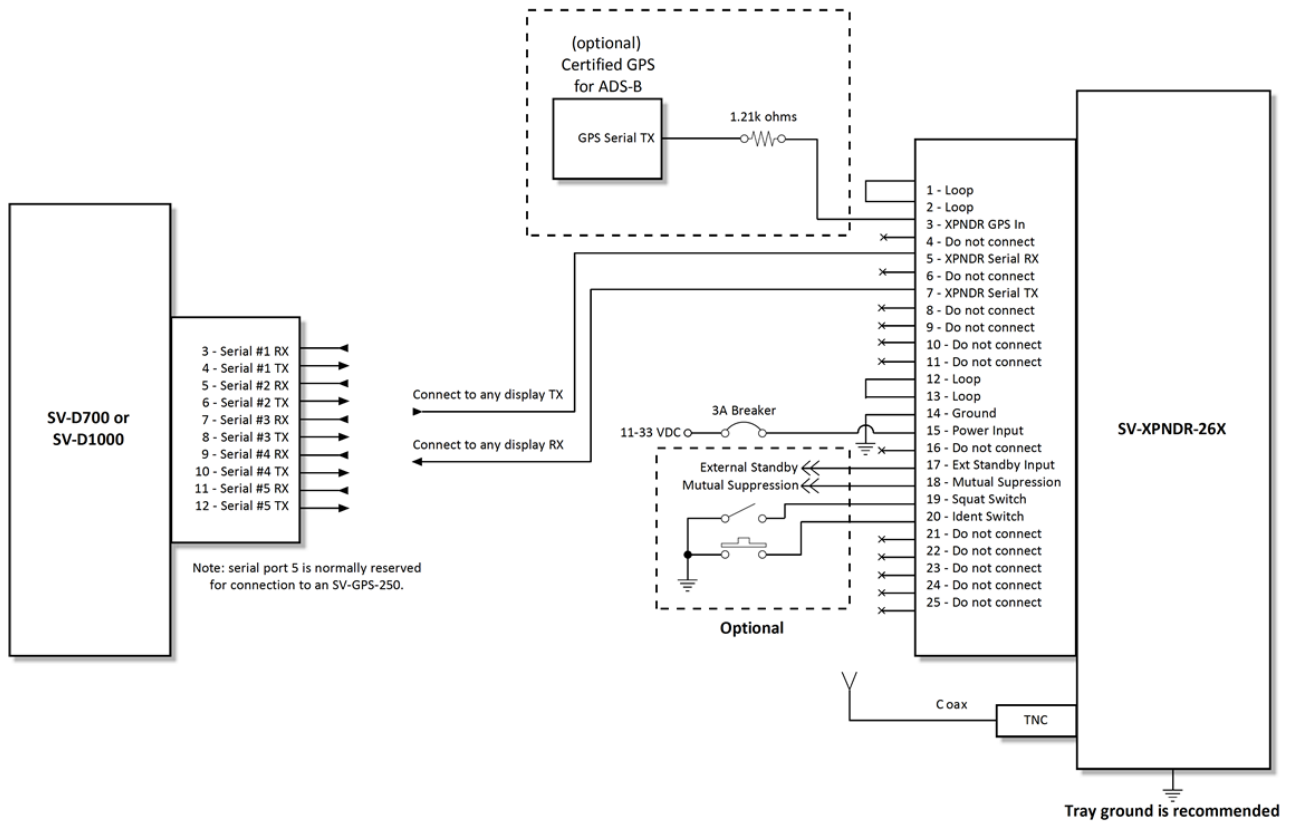 (optional)
Certified GPS
for ADS-B
GPS Serial TX
1.21k ohms
SV-D700 or
SV-D1000
3 - Serial #1 RX
4 - Serial #1 TX
5 - Serial #2 RX
6 - Serial #2 TX
7 - Serial #3 RX
8 - Serial #3 TX
9 - Serial #4 RX
10 - Serial #4 TX
11 - Serial #5 RX
12 - Serial #5 TX
Note: serial port 5 is normally reserved
for connection to an SV-GPS-250.
Connect to any display TX
Connect to any display RX
3A Breaker
11-33 VDC
External Standby
Mutual Suppression
Optional
1 - Loop
2 - Loop
3 - XPNDR GPS In
4 - Do not connect
5 - XPNDR Serial RX
6 - Do not connect
7 - XPNDR Serial TX
8 - Do not connect
9 - Do not connect
10 - Do not connect
11 - Do not connect
12 - Loop
13 - Loop
14 - Ground
15 - Power Input
16 - Do not connect
17 - Ext Standby Input
18 - Mutual Supression
19 - Squat Switch
20 - Ident Switch
21 - Do not connect
22 - Do not connect
23 - Do not connect
24 - Do not connect
25 - Do not connect
SV-XPNDR-26X
Coax
TNC
Tray ground is recommended